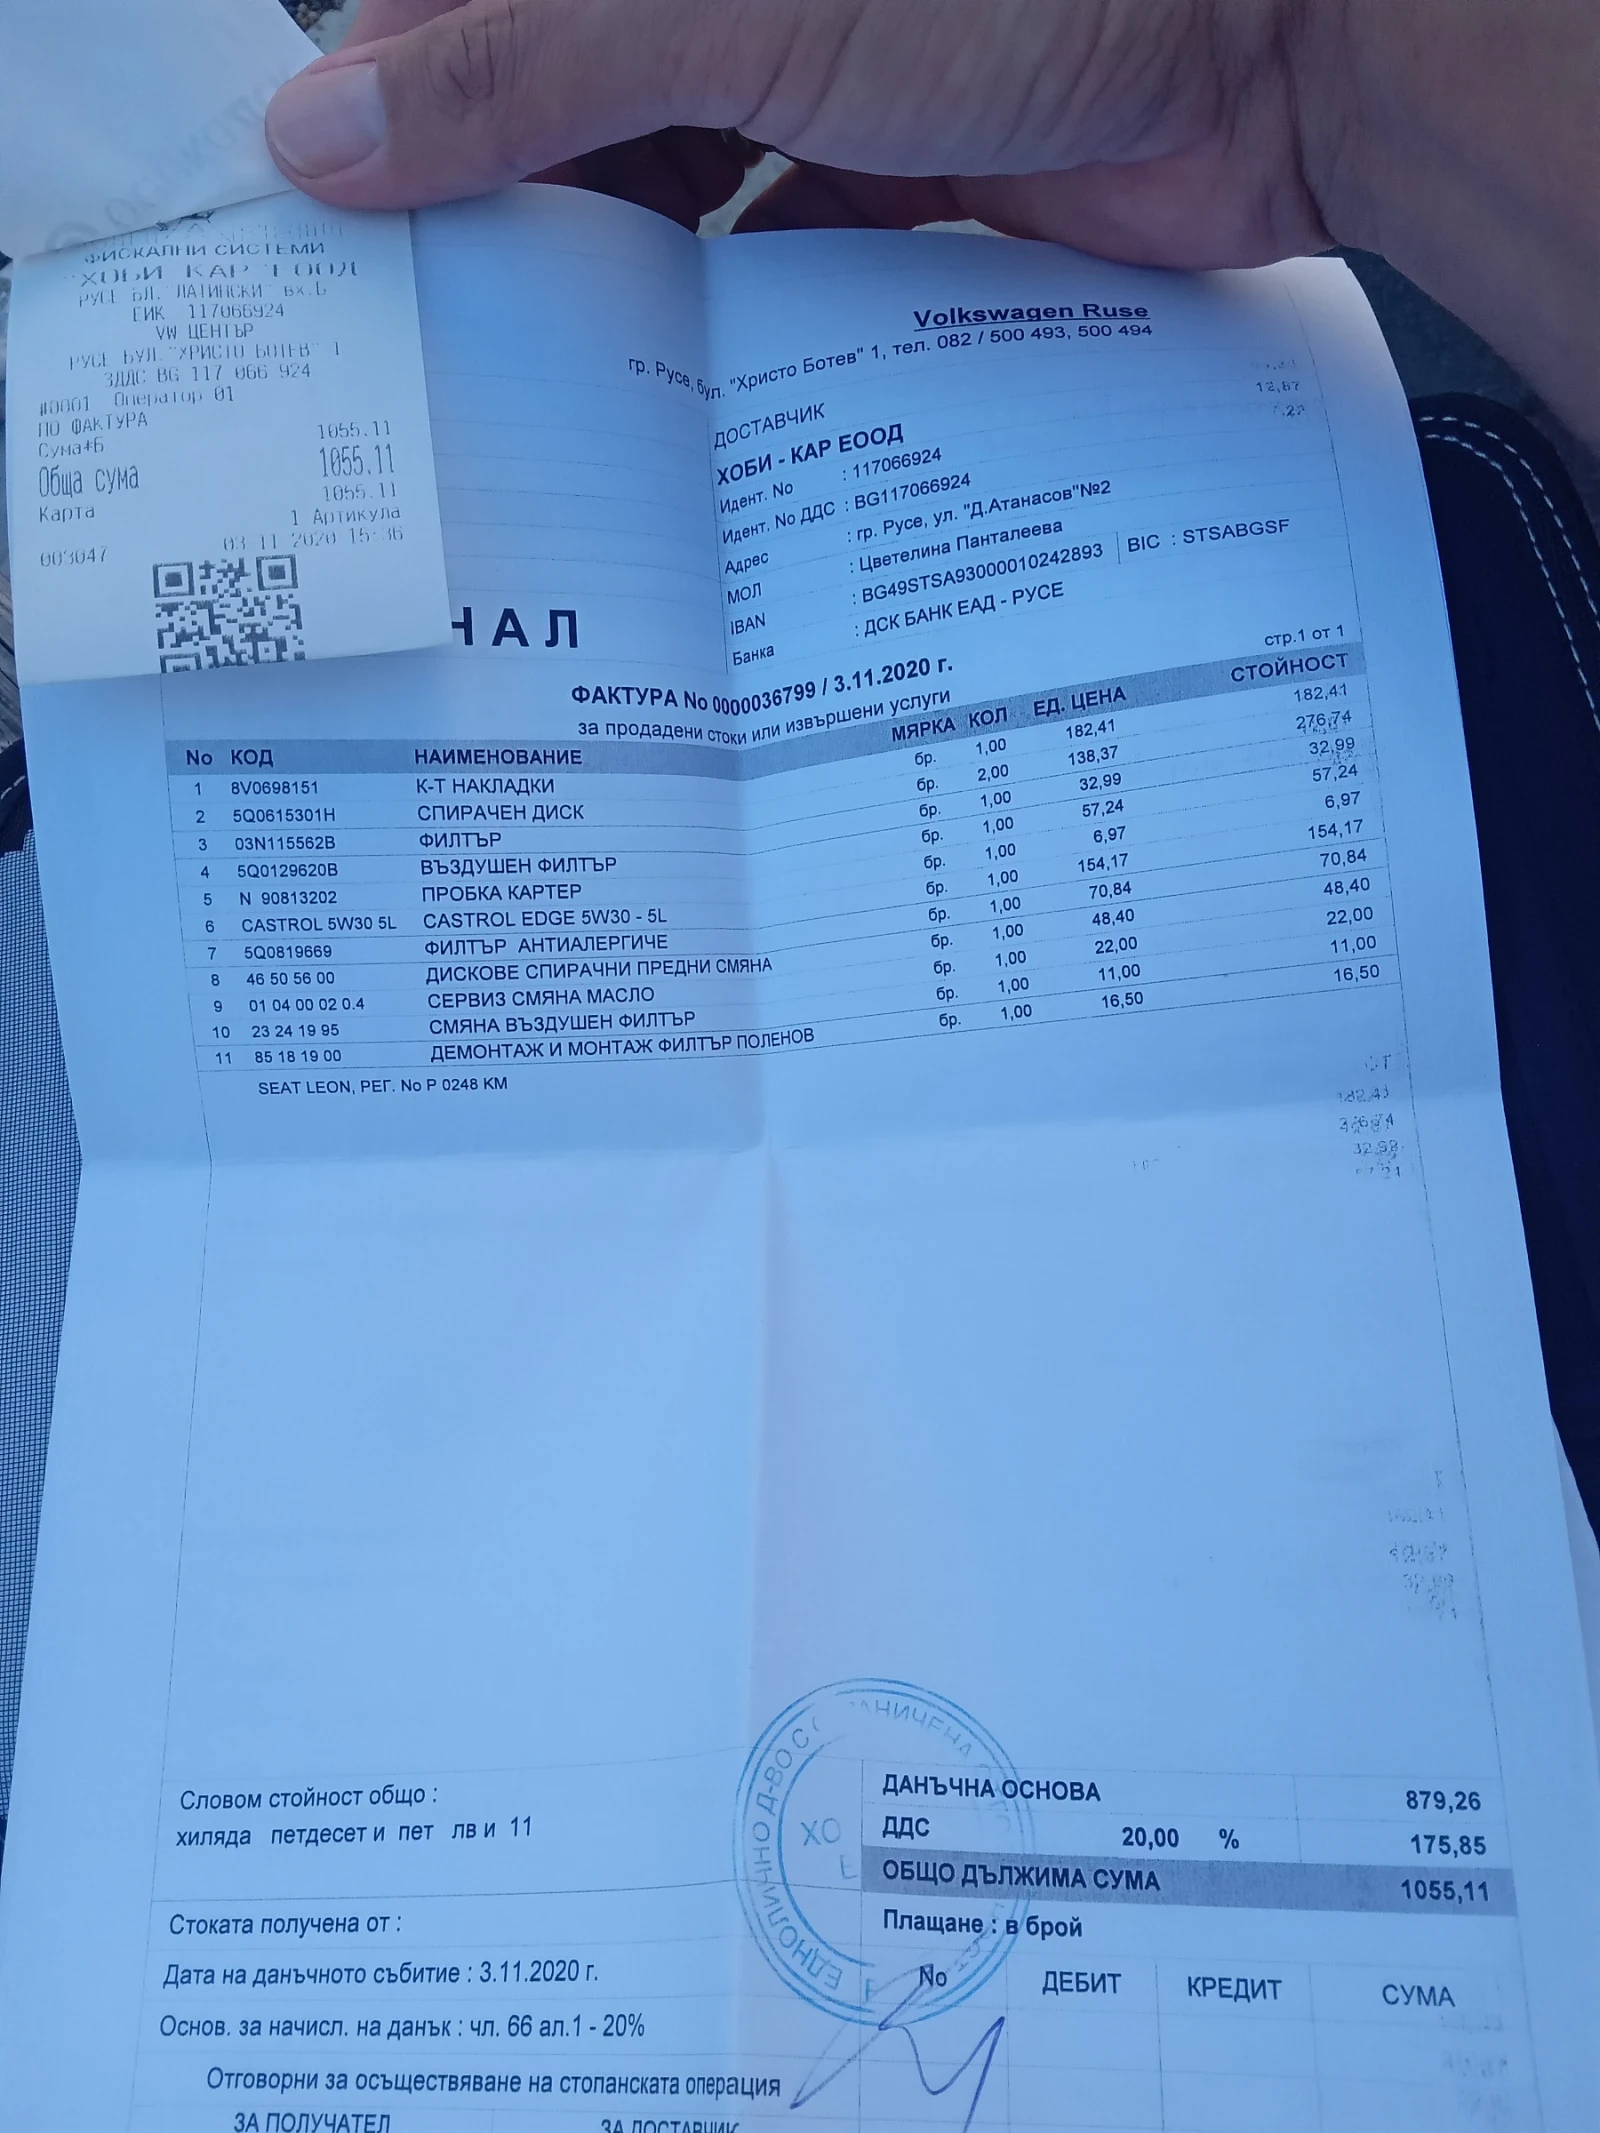 ФИСКАЛНИ СИСТЕМИ
"ХОБИ КАР" ЕООД
РУСЕ БЛ. "ЛАТИНСКИ" вх.Б
ЕИК 117066924
VW ЦЕНТЪР
РУСЕ БУЛ. "ХРИСТО БОТЕВ" 1
ЗДДС BG 117 066 924
#0001 Оператор 01
ПО ФАКТУРА
Сума*Б 1055.11
Обща сума 1055.11
Карта 1055.11
1 Артикула
003047 03 11 2020 15:36
Volkswagen Ruse
гр. Русе, бул. "Христо Ботев" 1, тел. 082 / 500 493, 500 494
ДОСТАВЧИК
ХОБИ - КАР ЕООД
Идент. No : 117066924
Идент. No ДДС : BG117066924
Адрес : гр. Русе, ул. "Д.Атанасов"№2
МОЛ : Цветелина Панталеева
IBAN : BG49STSA93000010242893 BIC : STSABGSF
Банка : ДСК БАНК ЕАД - РУСЕ
НАЛ
ФАКТУРА No 0000036799 / 3.11.2020 г.
за продадени стоки или извършени услуги
стр.1 от 1
No КОД НАИМЕНОВАНИЕ МЯРКА КОЛ ЕД. ЦЕНА СТОЙНОСТ
1 8V0698151 К-Т НАКЛАДКИ бр. 1,00 182,41 182,41
2 5Q0615301H СПИРАЧЕН ДИСК бр. 2,00 138,37 276,74
3 03N115562B ФИЛТЪР бр. 1,00 32,99 32,99
4 5Q0129620B ВЪЗДУШЕН ФИЛТЪР бр. 1,00 57,24 57,24
5 N 90813202 ПРОБКА КАРТЕР бр. 1,00 6,97 6,97
6 CASTROL 5W30 5L CASTROL EDGE 5W30 - 5L бр. 1,00 154,17 154,17
7 5Q0819669 ФИЛТЪР АНТИАЛЕРГИЧЕ бр. 1,00 70,84 70,84
8 46 50 56 00 ДИСКОВЕ СПИРАЧНИ ПРЕДНИ СМЯНА бр. 1,00 48,40 48,40
9 01 04 00 02 0.4 СЕРВИЗ СМЯНА МАСЛО бр. 1,00 22,00 22,00
10 23 24 19 95 СМЯНА ВЪЗДУШЕН ФИЛТЪР бр. 1,00 11,00 11,00
11 85 18 19 00 ДЕМОНТАЖ И МОНТАЖ ФИЛТЪР ПОЛЕНОВ бр. 1,00 16,50 16,50
SEAT LEON, РЕГ. No P 0248 KM
Словом стойност общо :
хиляда петдесет и пет лв и 11
ДАНЪЧНА ОСНОВА 879,26
ДДС 20,00 % 175,85
ОБЩО ДЪЛЖИМА СУМА 1055,11
Плащане : в брой
Стоката получена от :
Дата на данъчното събитие : 3.11.2020 г.
Основ. за начисл. на данък : чл. 66 ал.1 - 20%
No ДЕБИТ КРЕДИТ СУМА
Отговорни за осъществяване на стопанската операция
ЗА ПОЛУЧАТЕЛ ЗА ДОСТАВЧИК